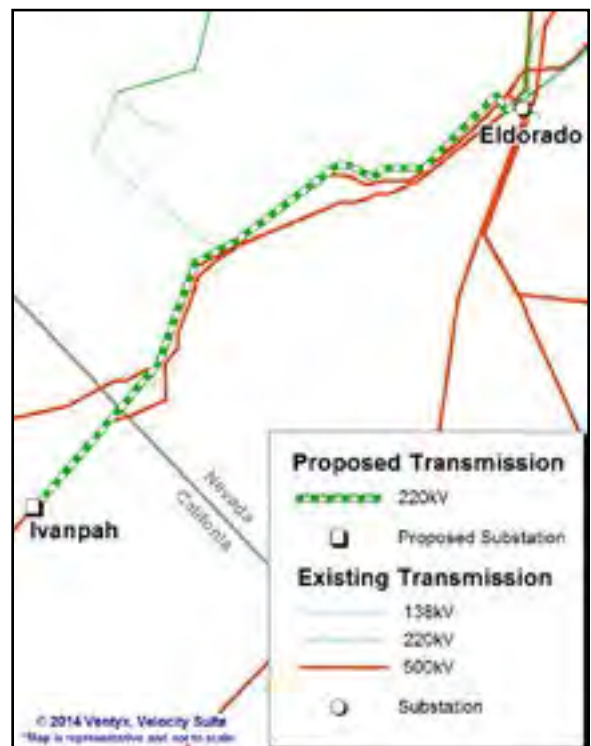 Eldorado
Nevada
California
Ivanpah
Proposed Transmission
220kV
Proposed Substation
Existing Transmission
138kV
220kV
500kV
Substation
© 2014 Ventyx, Velocity Suite
*Map is representative and not to scale